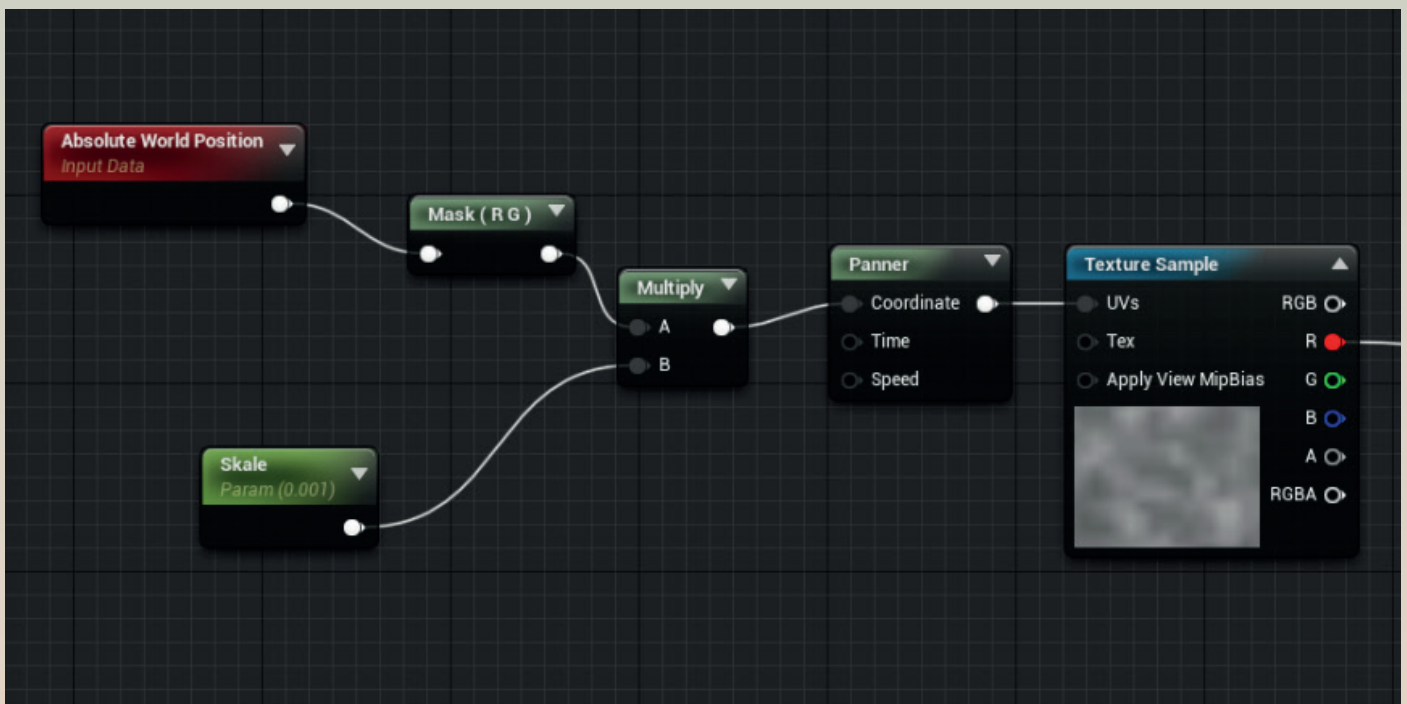 Absolute World Position
Input Data
Mask ( R G )
Multiply
A
B
Skale
Param (0.001)
Panner
Coordinate
Time
Speed
Texture Sample
UVs RGB
Tex R
Apply View MipBias G
B
A
RGBA